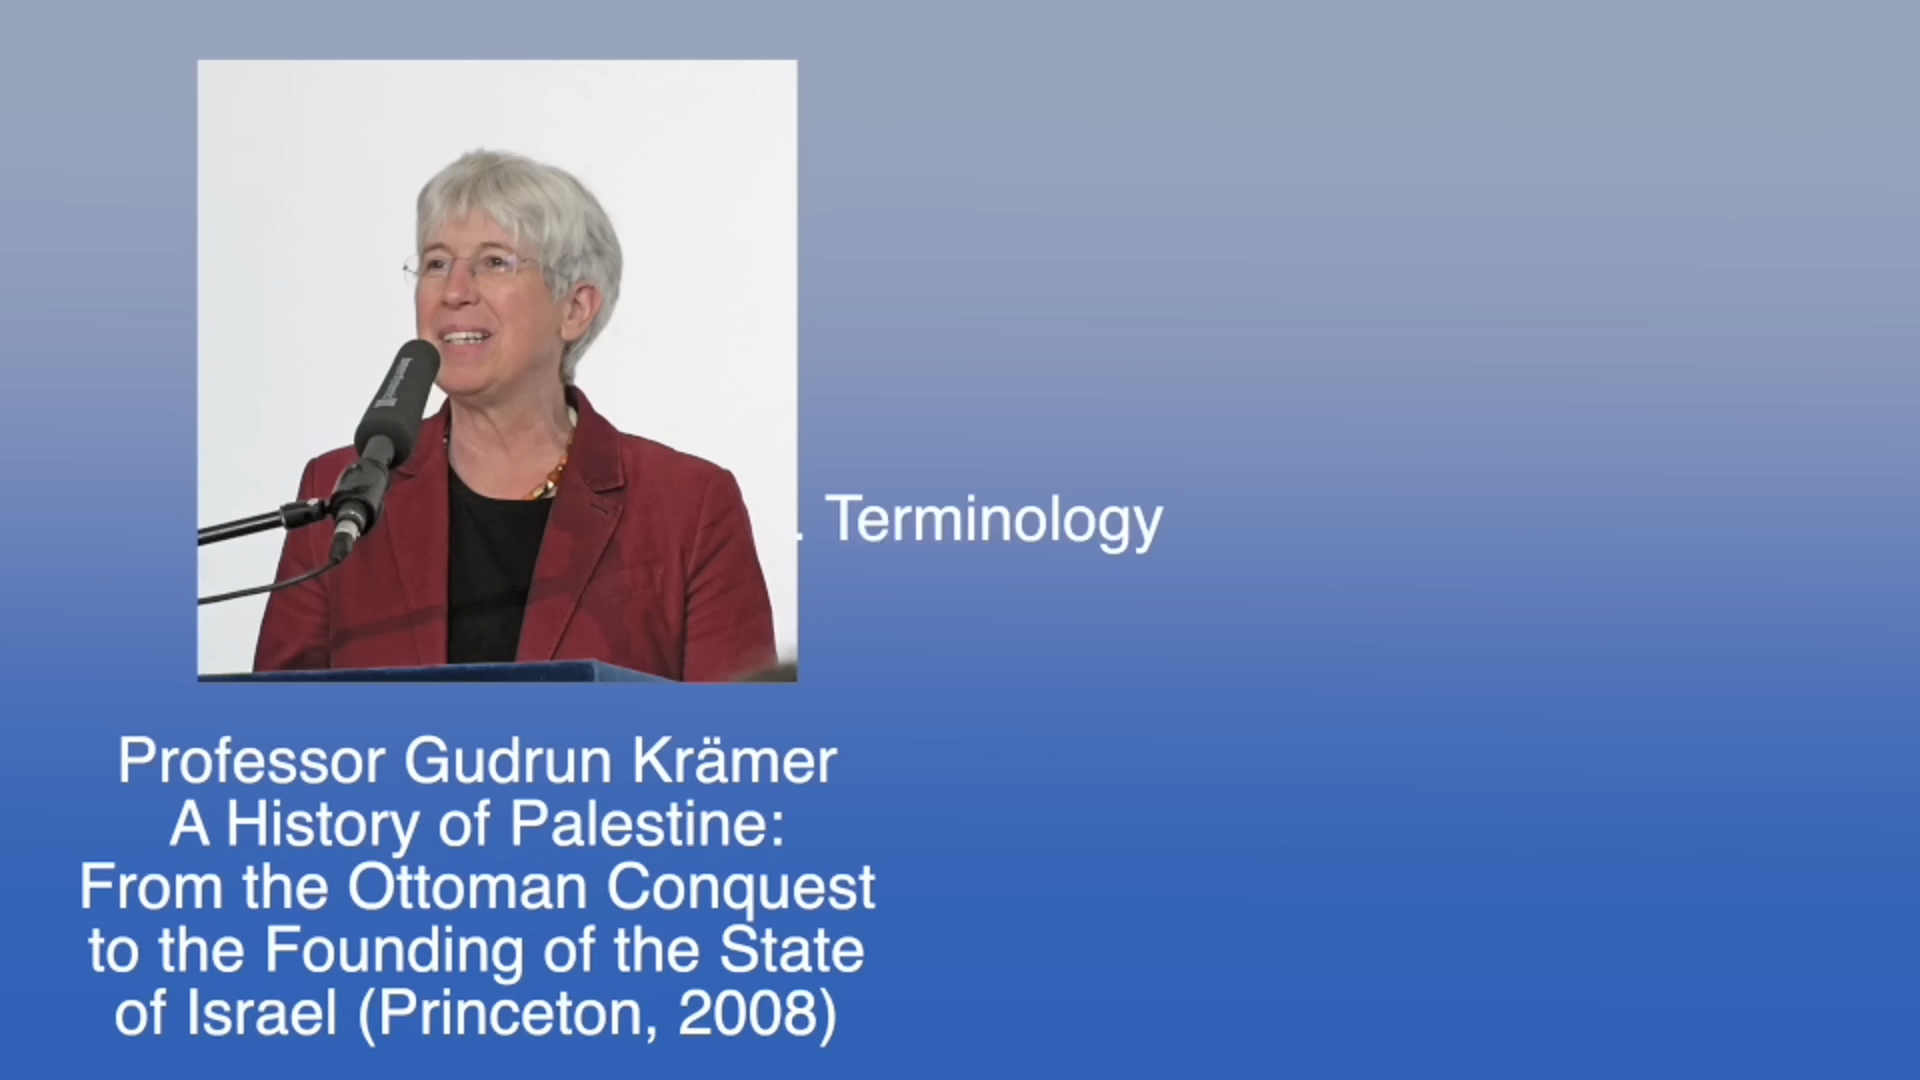 . Terminology
Professor Gudrun Krämer
A History of Palestine:
From the Ottoman Conquest
to the Founding of the State
of Israel (Princeton, 2008)